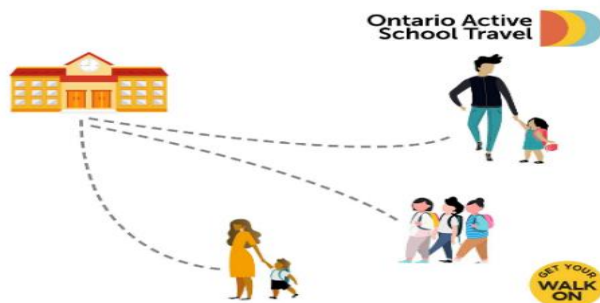 Ontario Active
School Travel
GET YOUR
WALK
ON